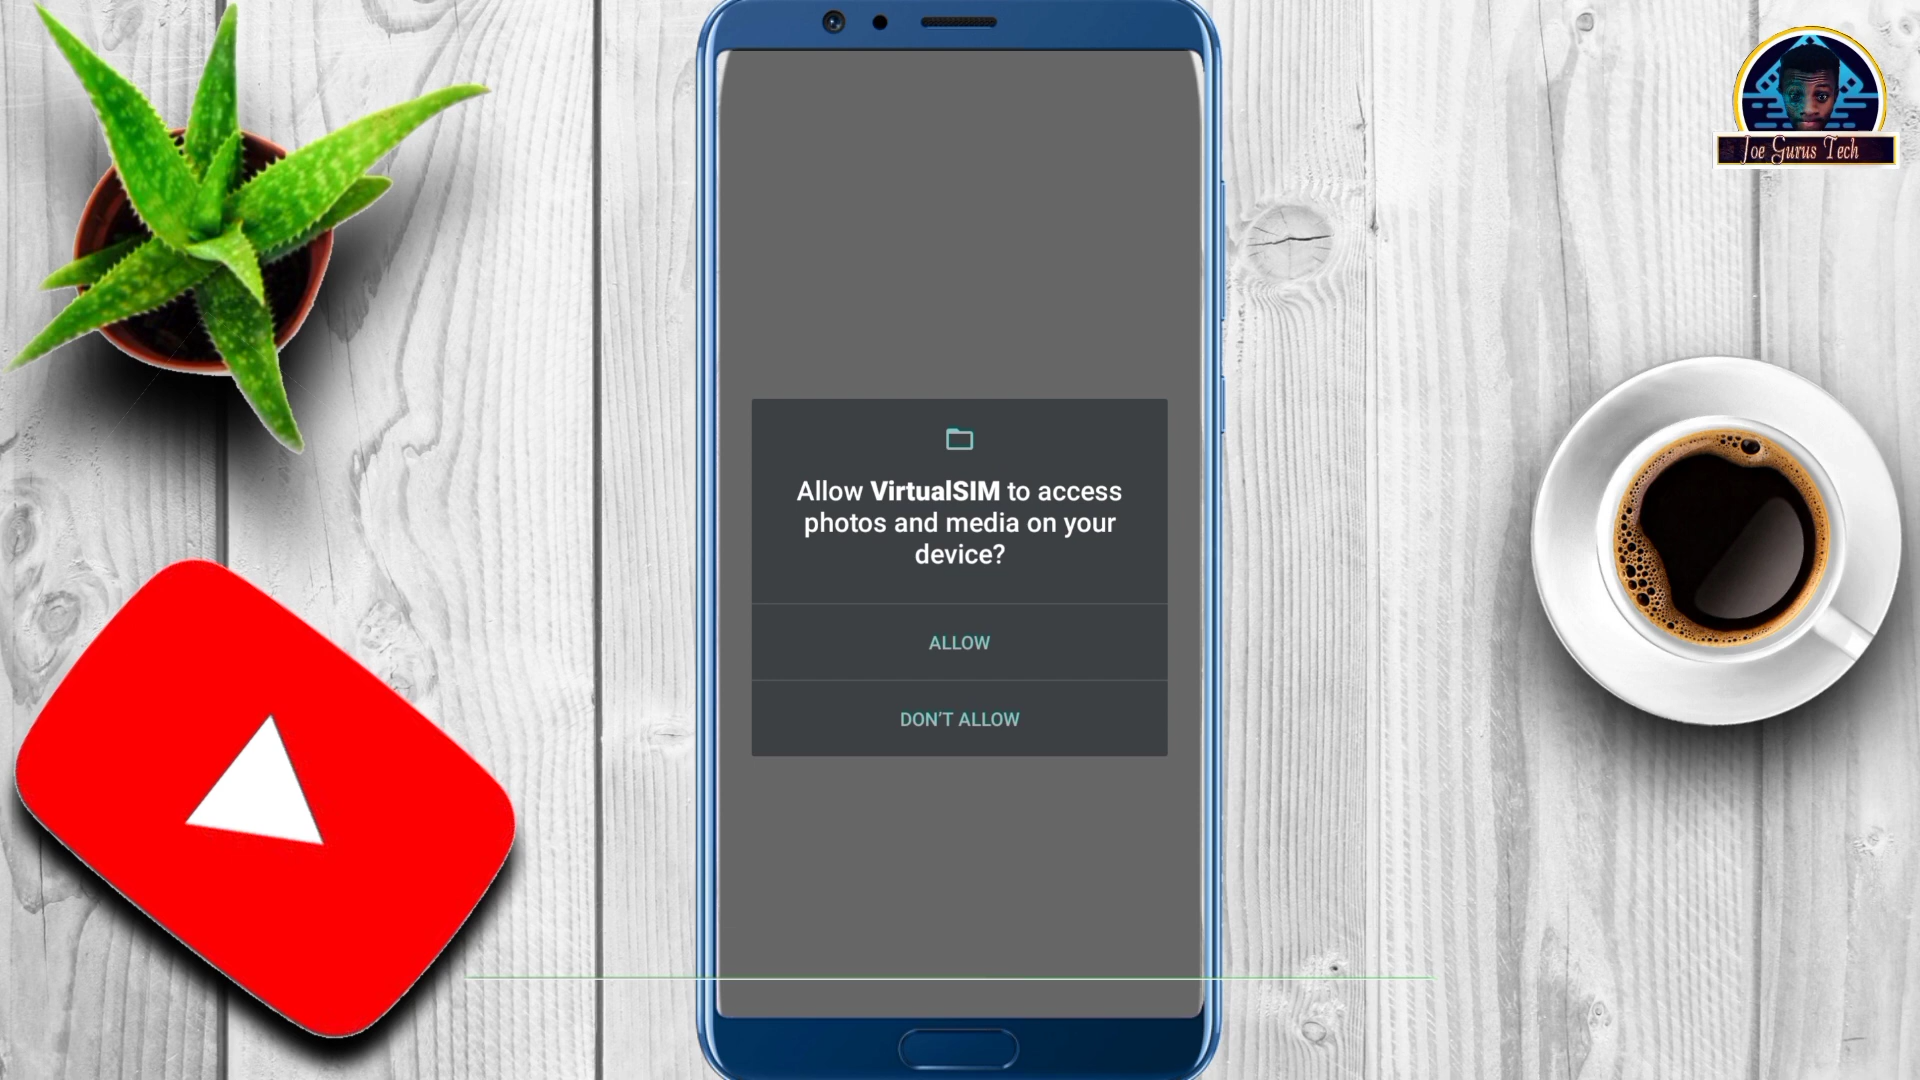 Joe Gurus Tech
Allow VirtualSIM to access
photos and media on your
device?
ALLOW
DON'T ALLOW